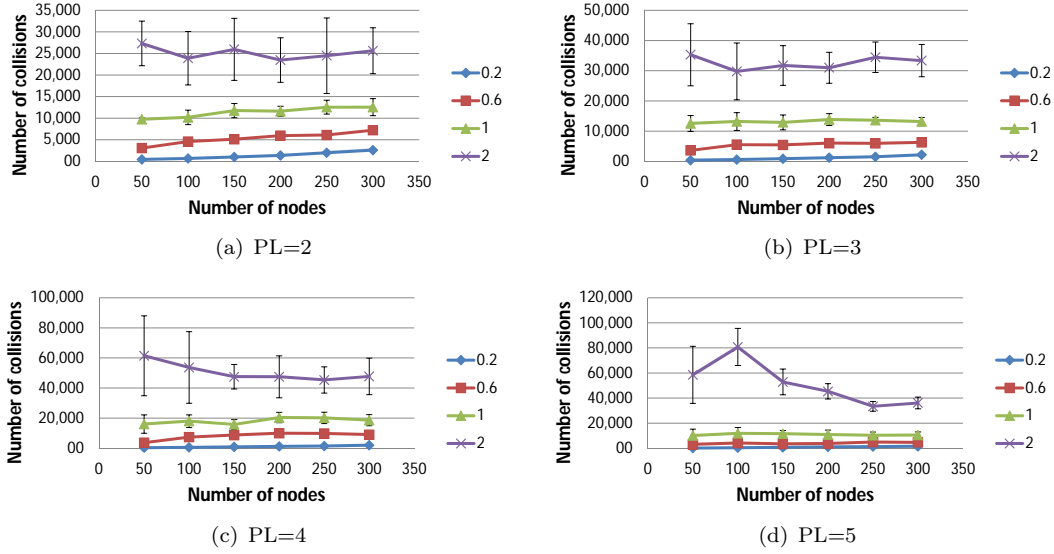 35,000
30,000
25,000
20,000
15,000
10,000
5,000
00
Number of collisions
0 50 100 150 200 250 300 350
Number of nodes
0.2
0.6
1
2
(a) PL=2
50,000
40,000
30,000
20,000
10,000
00
Number of collisions
0 50 100 150 200 250 300 350
Number of nodes
0.2
0.6
1
2
(b) PL=3
100,000
80,000
60,000
40,000
20,000
00
Number of collisions
0 50 100 150 200 250 300 350
Number of nodes
0.2
0.6
1
2
(c) PL=4
120,000
100,000
80,000
60,000
40,000
20,000
00
Number of collisions
0 50 100 150 200 250 300 350
Number of nodes
0.2
0.6
1
2
(d) PL=5